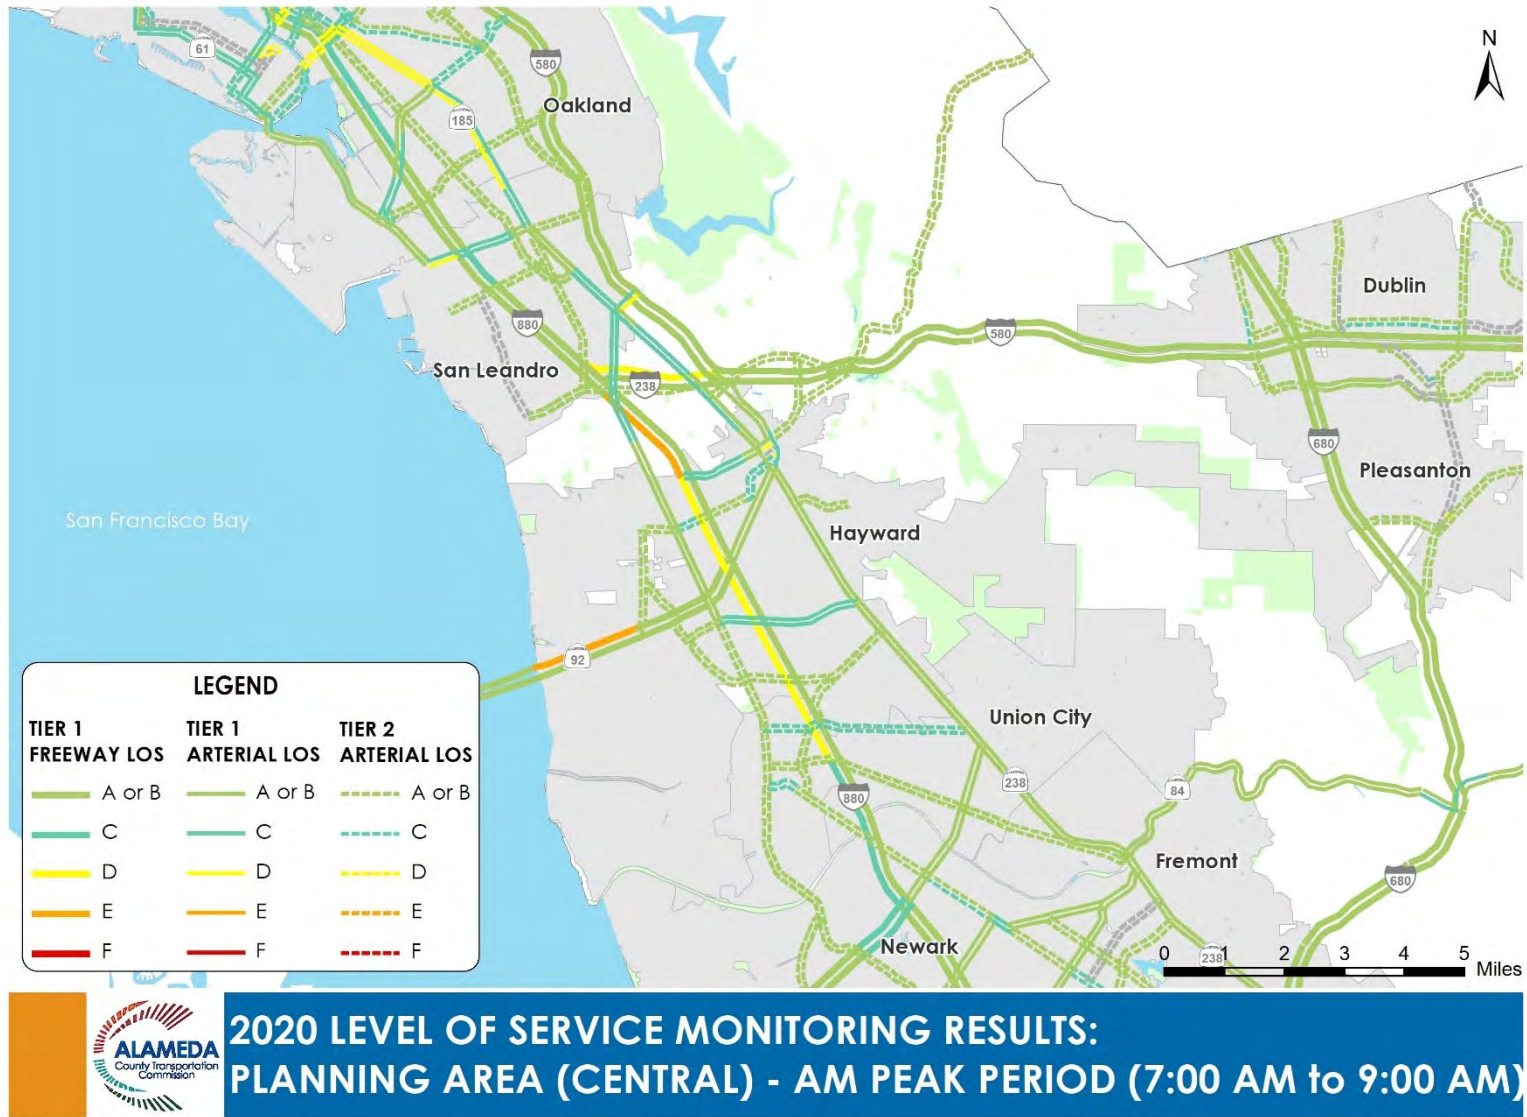 N
61
580
Oakland
185
Dublin
880
580
San Leandro
238
680
Pleasanton
San Francisco Bay
Hayward
92
Union City
238
84
880
Fremont
680
Newark
238
0 1 2 3 4 5
Miles
LEGEND
TIER 1 FREEWAY LOS
A or B
C
D
E
F
TIER 1 ARTERIAL LOS
A or B
C
D
E
F
TIER 2 ARTERIAL LOS
A or B
C
D
E
F
ALAMEDA
County Transportation
Commission
2020 LEVEL OF SERVICE MONITORING RESULTS:
PLANNING AREA (CENTRAL) - AM PEAK PERIOD (7:00 AM to 9:00 AM)